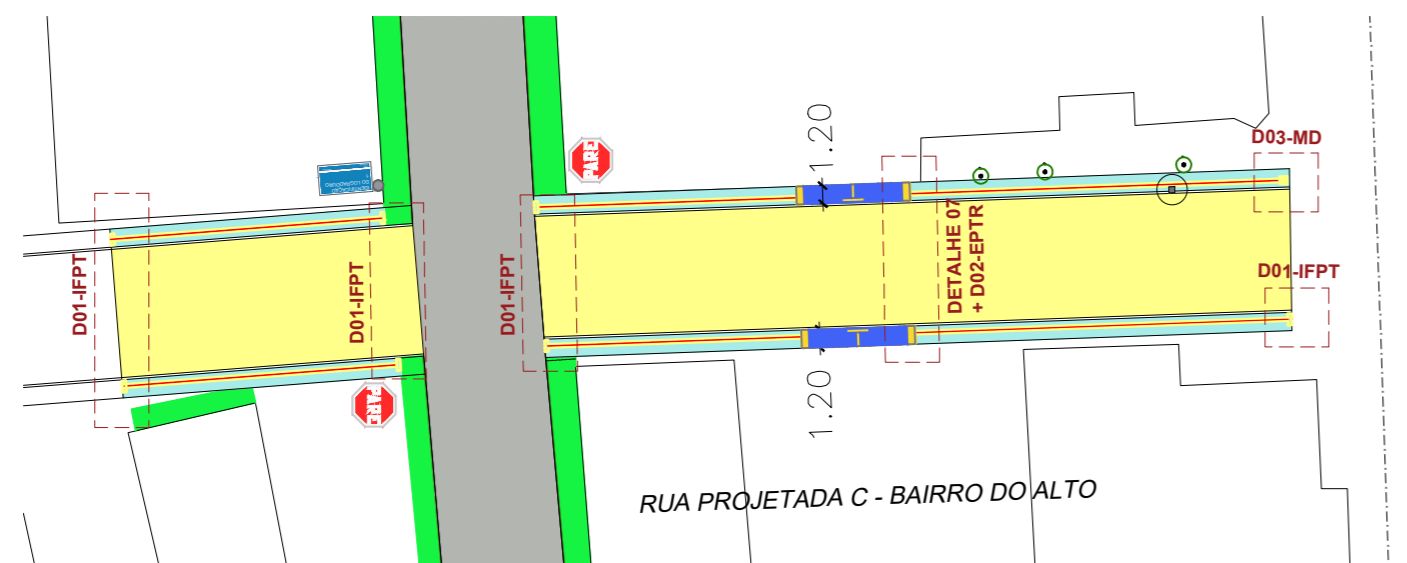 1.20
D03-MD
PARE
D01-IFPT
D01-IFPT
D01-IFPT
DETALHE 07
+ D02-EPTR
D01-IFPT
PARE
1.20
RUA PROJETADA C - BAIRRO DO ALTO